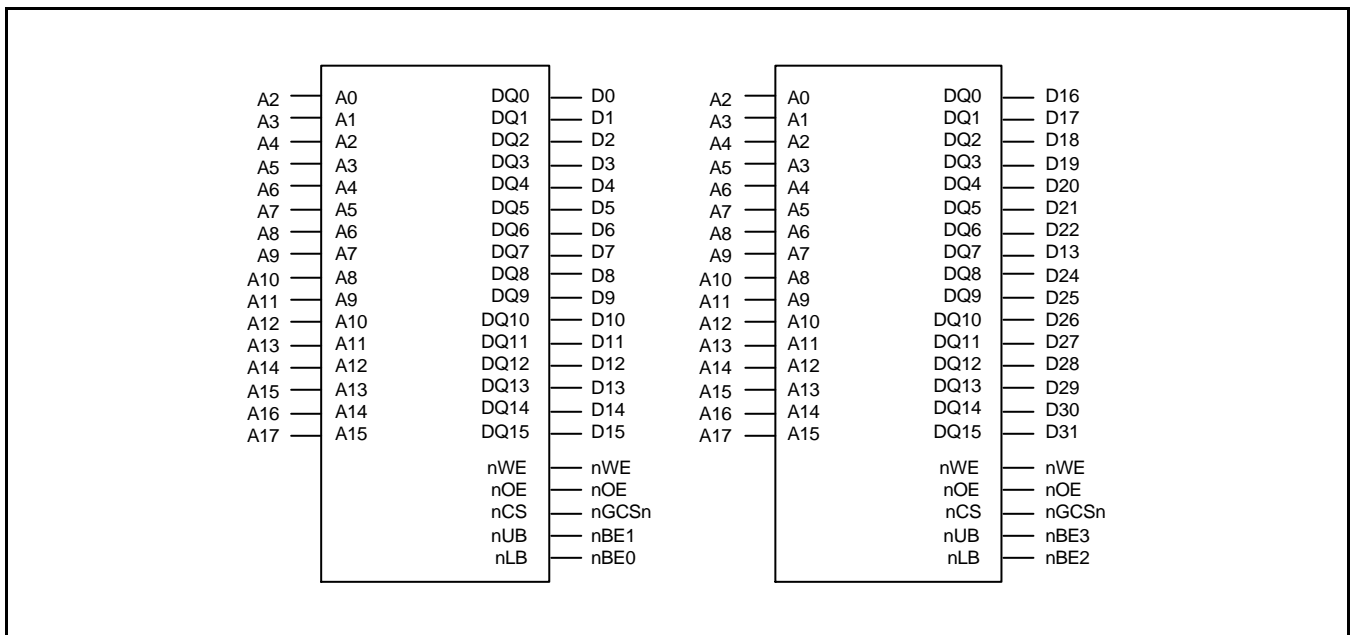 A2 A0 DQ0 D0 A2 A0 DQ0 D16
A3 A1 DQ1 D1 A3 A1 DQ1 D17
A4 A2 DQ2 D2 A4 A2 DQ2 D18
A5 A3 DQ3 D3 A5 A3 DQ3 D19
A6 A4 DQ4 D4 A6 A4 DQ4 D20
A7 A5 DQ5 D5 A7 A5 DQ5 D21
A8 A6 DQ6 D6 A8 A6 DQ6 D22
A9 A7 DQ7 D7 A9 A7 DQ7 D13
A10 A8 DQ8 D8 A10 A8 DQ8 D24
A11 A9 DQ9 D9 A11 A9 DQ9 D25
A12 A10 DQ10 D10 A12 A10 DQ10 D26
A13 A11 DQ11 D11 A13 A11 DQ11 D27
A14 A12 DQ12 D12 A14 A12 DQ12 D28
A15 A13 DQ13 D13 A15 A13 DQ13 D29
A16 A14 DQ14 D14 A16 A14 DQ14 D30
A17 A15 DQ15 D15 A17 A15 DQ15 D31
nWE nWE nWE nWE
nOE nOE nOE nOE
nCS nGCSn nCS nGCSn
nUB nBE1 nUB nBE3
nLB nBE0 nLB nBE2